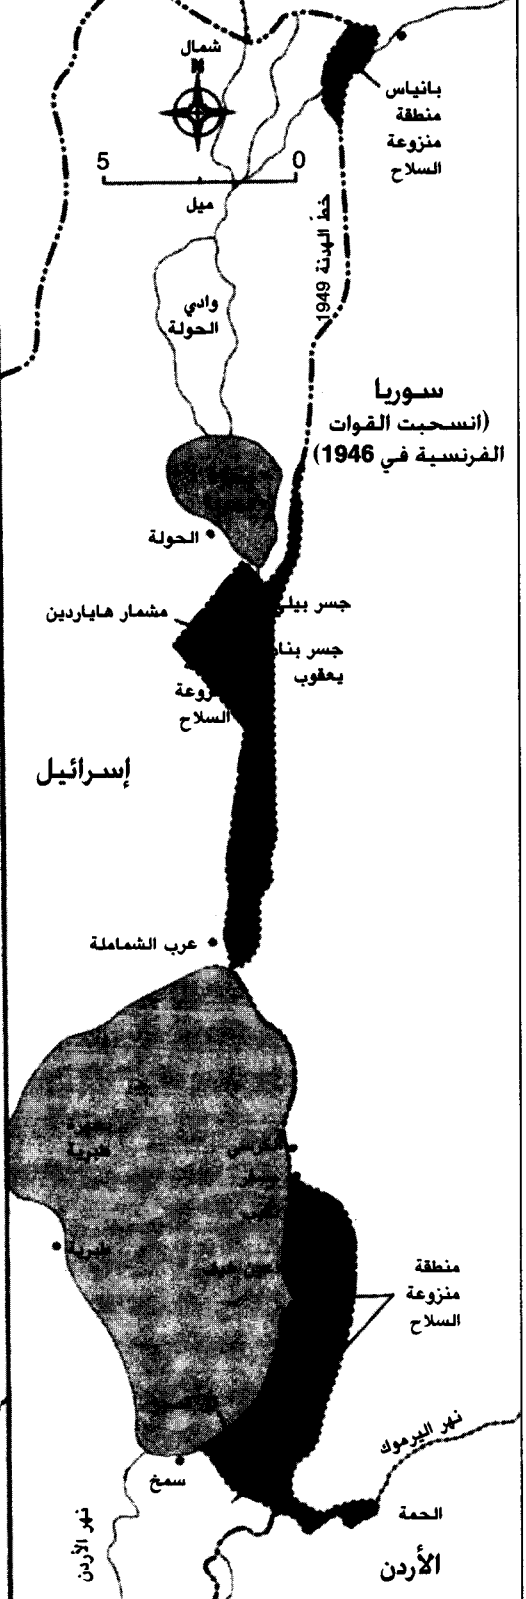 شمال
N
5
0
ميل
بانياس
منطقة
منزوعة
السلاح
خط الهدنة 1949
وادي
الحولة
سوريا
(انسحبت القوات
الفرنسية في 1946)
الحولة
جسر بيلي
مشمار هاياردين
جسر بنات
يعقوب
السلاح
إسرائيل
عرب الشماملة
بحيرة
طبرية
طبرية
منطقة
منزوعة
السلاح
نهر اليرموك
سمخ
الحمة
نهر الأردن
الأردن